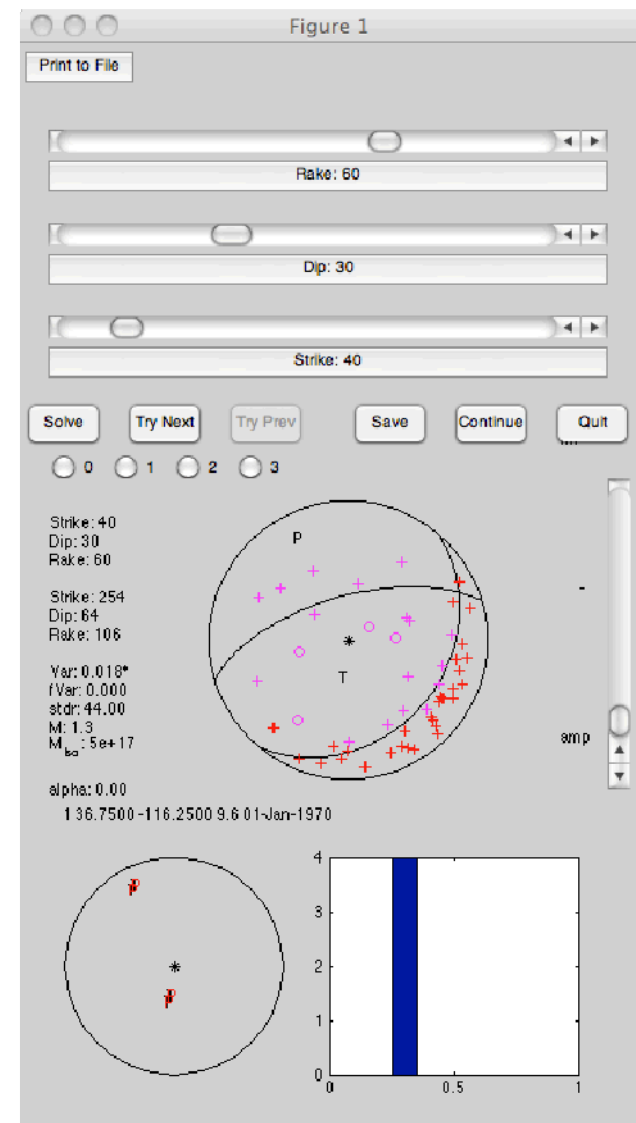 Figure 1
Print to File
Rake: 60
Dip: 30
Strike: 40
Solve Try Next Try Prev Save Continue Quit
0 1 2 3
Strike: 40
Dip: 30
Rake: 60
Strike: 254
Dip: 64
Rake: 106
Var: 0.018*
fVar: 0.000
stdr: 44.00
M: 1.3
M iso: 5e+17
alpha: 0.00
P
T
-
amp
1 36.7500 -116.2500 9.6 01-Jan-1970
4
3
2
1
0
0 0.5 1